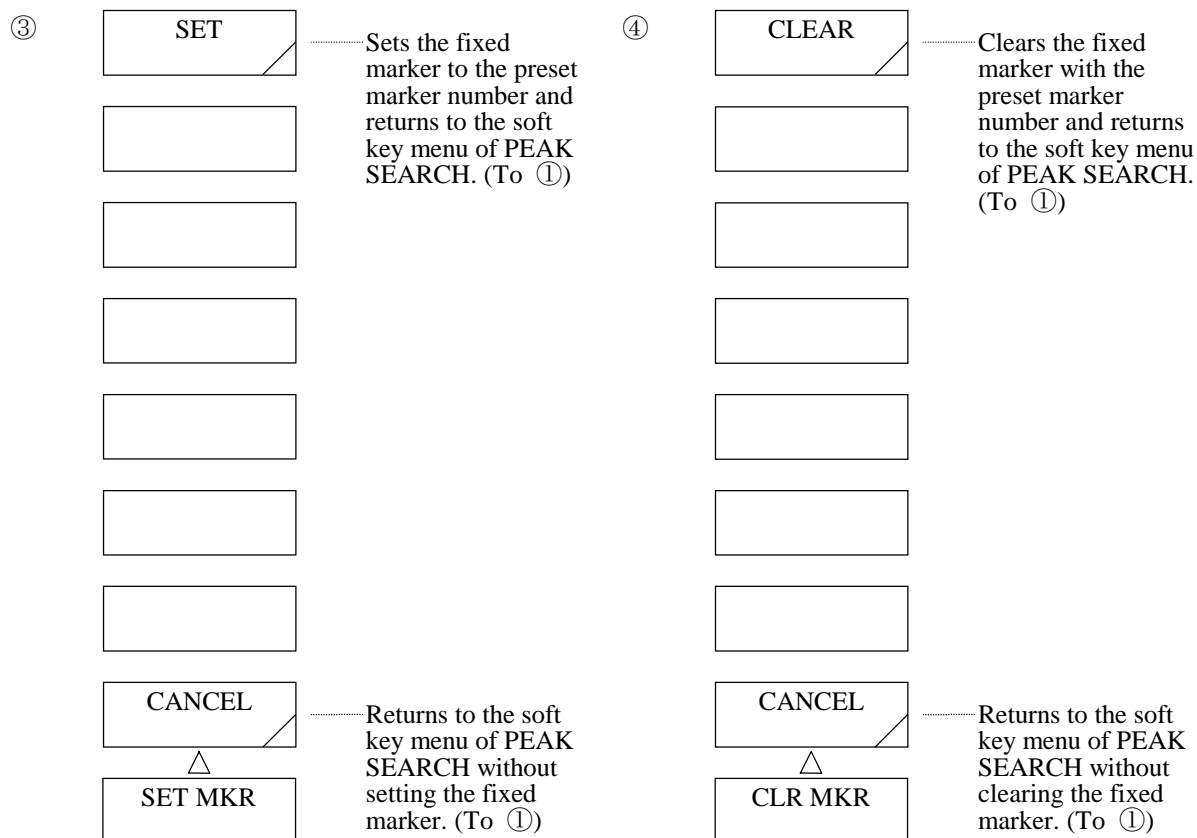 ③
SET
Sets the fixed
marker to the preset
marker number and
returns to the soft
key menu of PEAK
SEARCH. (To ①)
CANCEL
Returns to the soft
key menu of PEAK
SEARCH without
setting the fixed
marker. (To ①)
SET MKR
④
CLEAR
Clears the fixed
marker with the
preset marker
number and returns
to the soft key menu
of PEAK SEARCH.
(To ①)
CANCEL
Returns to the soft
key menu of PEAK
SEARCH without
clearing the fixed
marker. (To ①)
CLR MKR